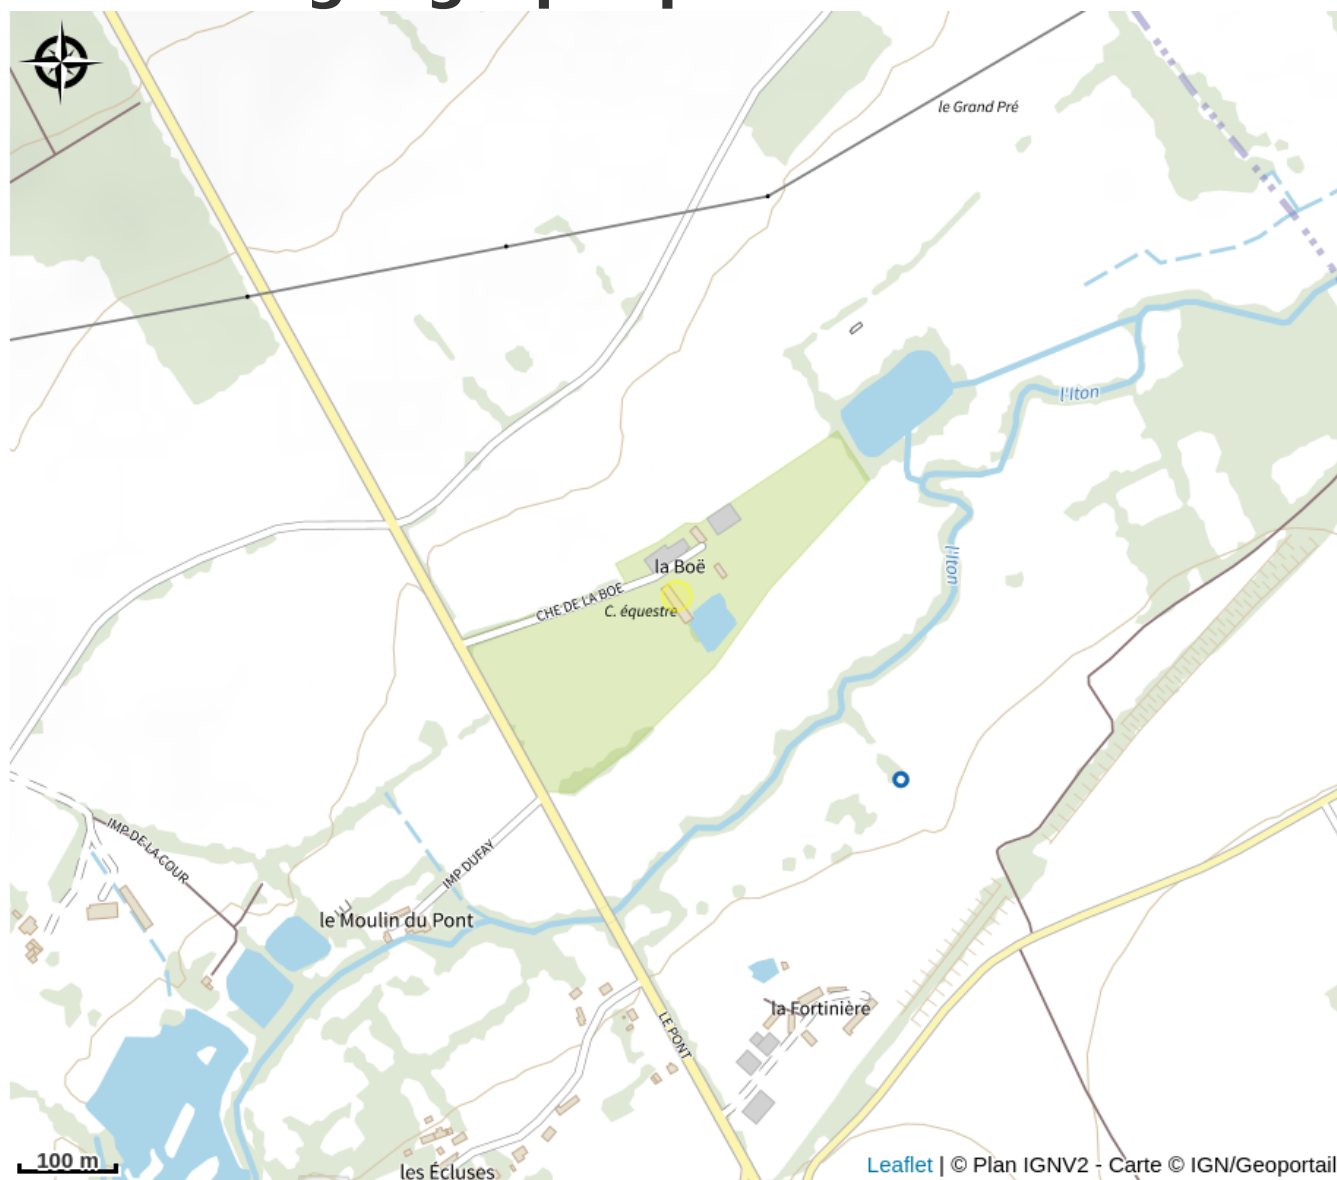 le Grand Pré
l'Iton
l'Iton
la Boë
CHE DE LA BOE
C. équestre
IMP DE LA COUR
IMP DUFAY
le Moulin du Pont
la Fortinière
LE PONT
les Écluses
100 m
Leaflet | © Plan IGNV2 - Carte © IGN/Geoportail